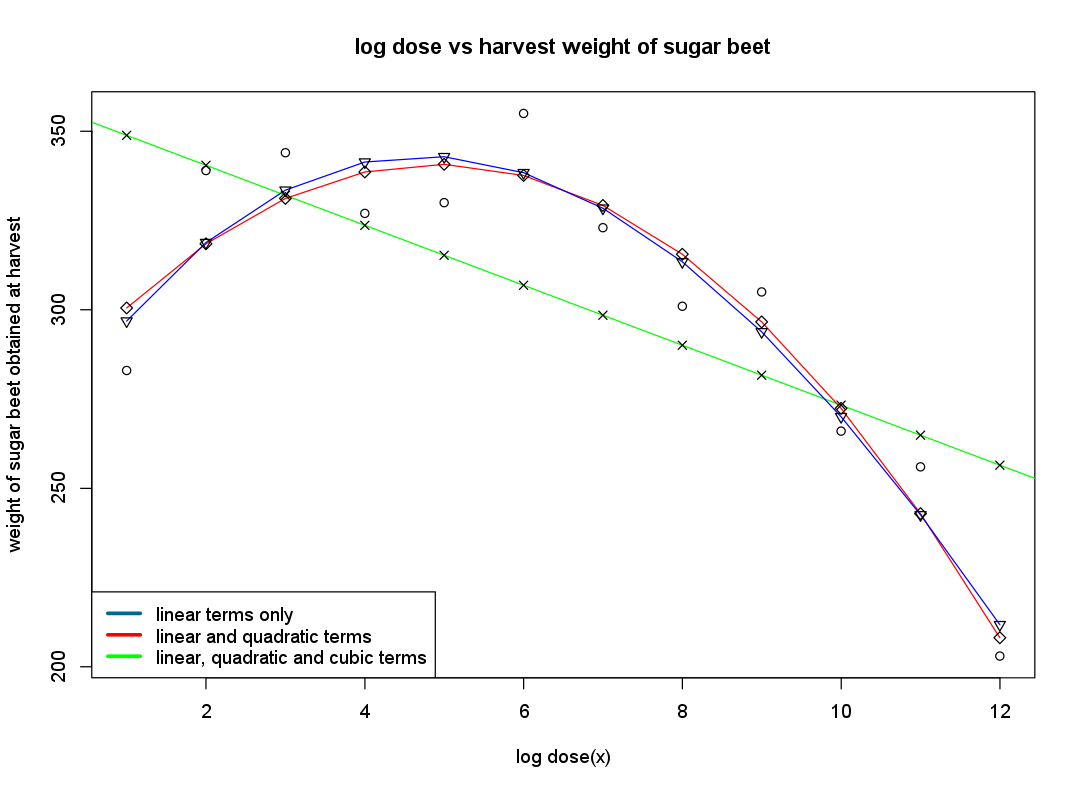 log dose vs harvest weight of sugar beet
weight of sugar beet obtained at harvest
350
300
250
200
linear terms only
linear and quadratic terms
linear, quadratic and cubic terms
2 4 6 8 10 12
log dose(x)